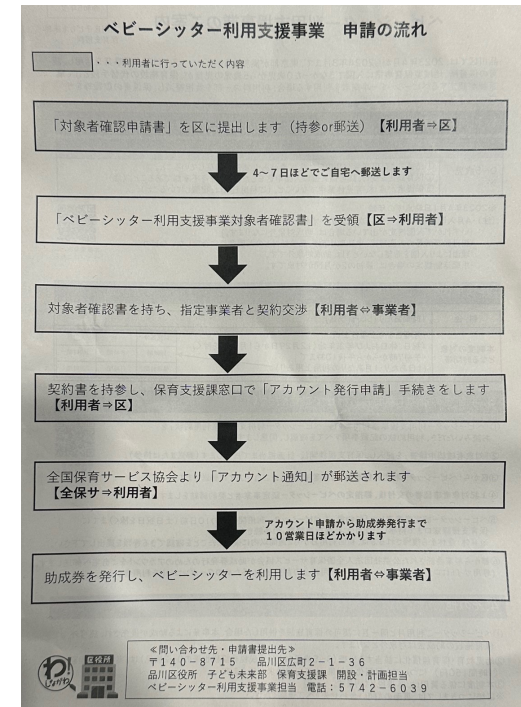 ベビーシッター利用支援事業　申請の流れ
・・・利用者に行っていただく内容
「対象者確認申請書」を区に提出します（持参or郵送）【利用者⇒区】
4～７日ほどでご自宅へ郵送します
「ベビーシッター利用支援事業対象者確認書」を受領【区⇒利用者】
対象者確認書を持ち、指定事業者と契約交渉【利用者⇔事業者】
契約書を持参し、保育支援課窓口で「アカウント発行申請」手続きをします
【利用者⇒区】
全国保育サービス協会より「アカウント通知」が郵送されます
【全保サ⇒利用者】
アカウント申請から助成券発行まで
１０営業日ほどかかります
助成券を発行し、ベビーシッターを利用します【利用者⇔事業者】
わ！
しながわ
区役所
≪問い合わせ先・申請書提出先≫
〒１４０－８７１５　品川区広町２－１－３６
品川区役所　子ども未来部　保育支援課　開設・計画担当
ベビーシッター利用支援事業担当　電話：５７４２－６０３９